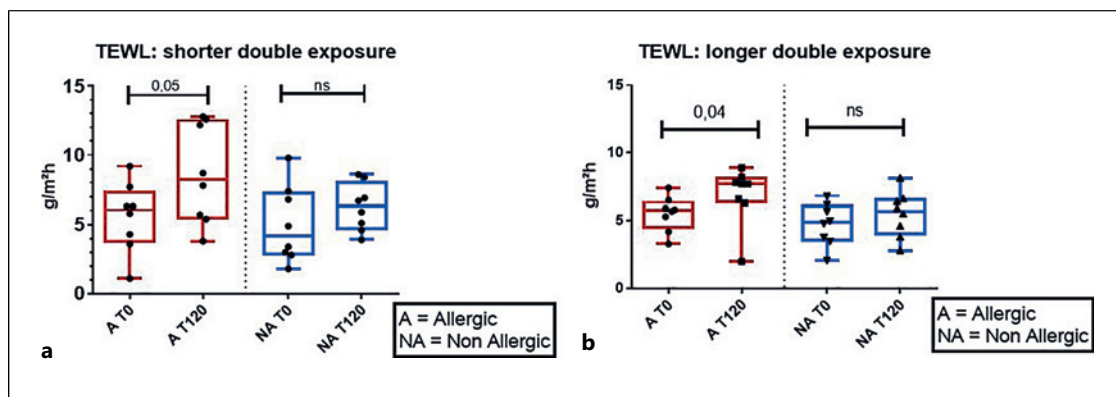 TEWL: shorter double exposure
15
10
5
0
g/m²h
0,05
ns
A T0
A T120
NA T0
NA T120
A = Allergic
NA = Non Allergic
a
TEWL: longer double exposure
15
10
5
0
g/m²h
0,04
ns
A T0
A T120
NA T0
NA T120
A = Allergic
NA = Non Allergic
b